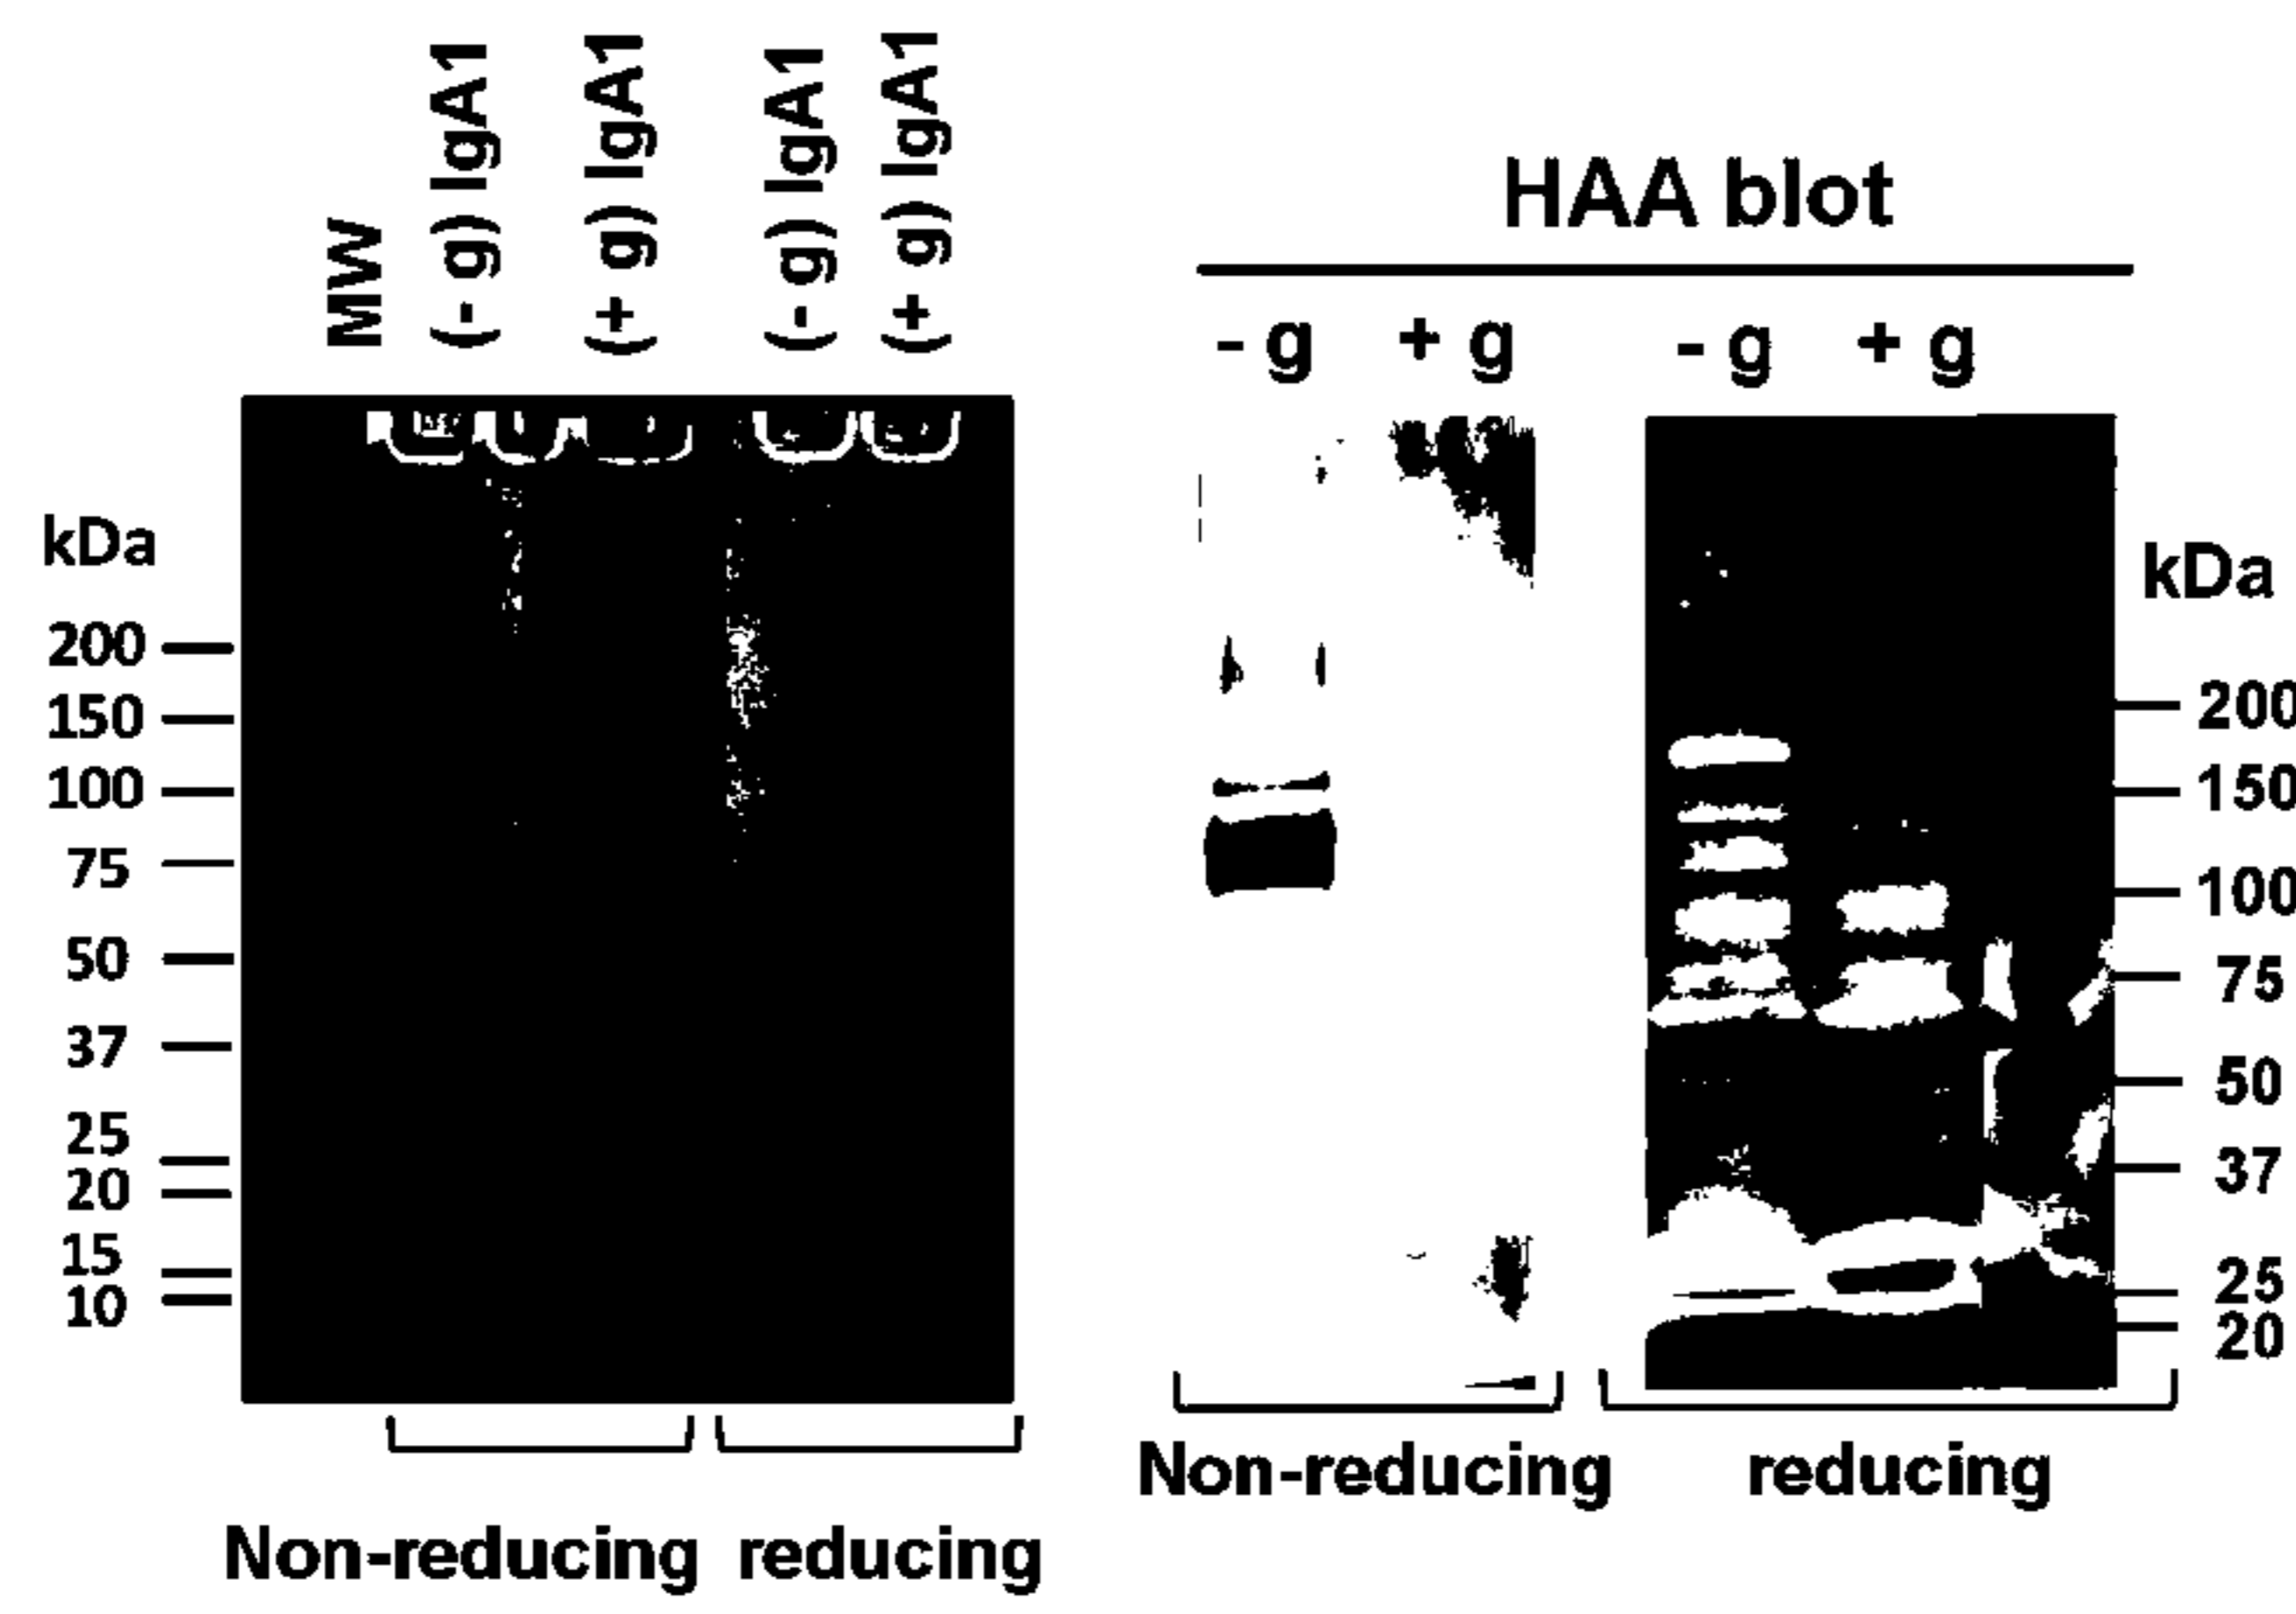 MW
(- g) IgA1
(+ g) IgA1
(- g) IgA1
(+ g) IgA1
kDa
200
150
100
75
50
37
25
20
15
10
Non-reducing
reducing
HAA blot
- g
+ g
- g
+ g
kDa
200
150
100
75
50
37
25
20
Non-reducing
reducing